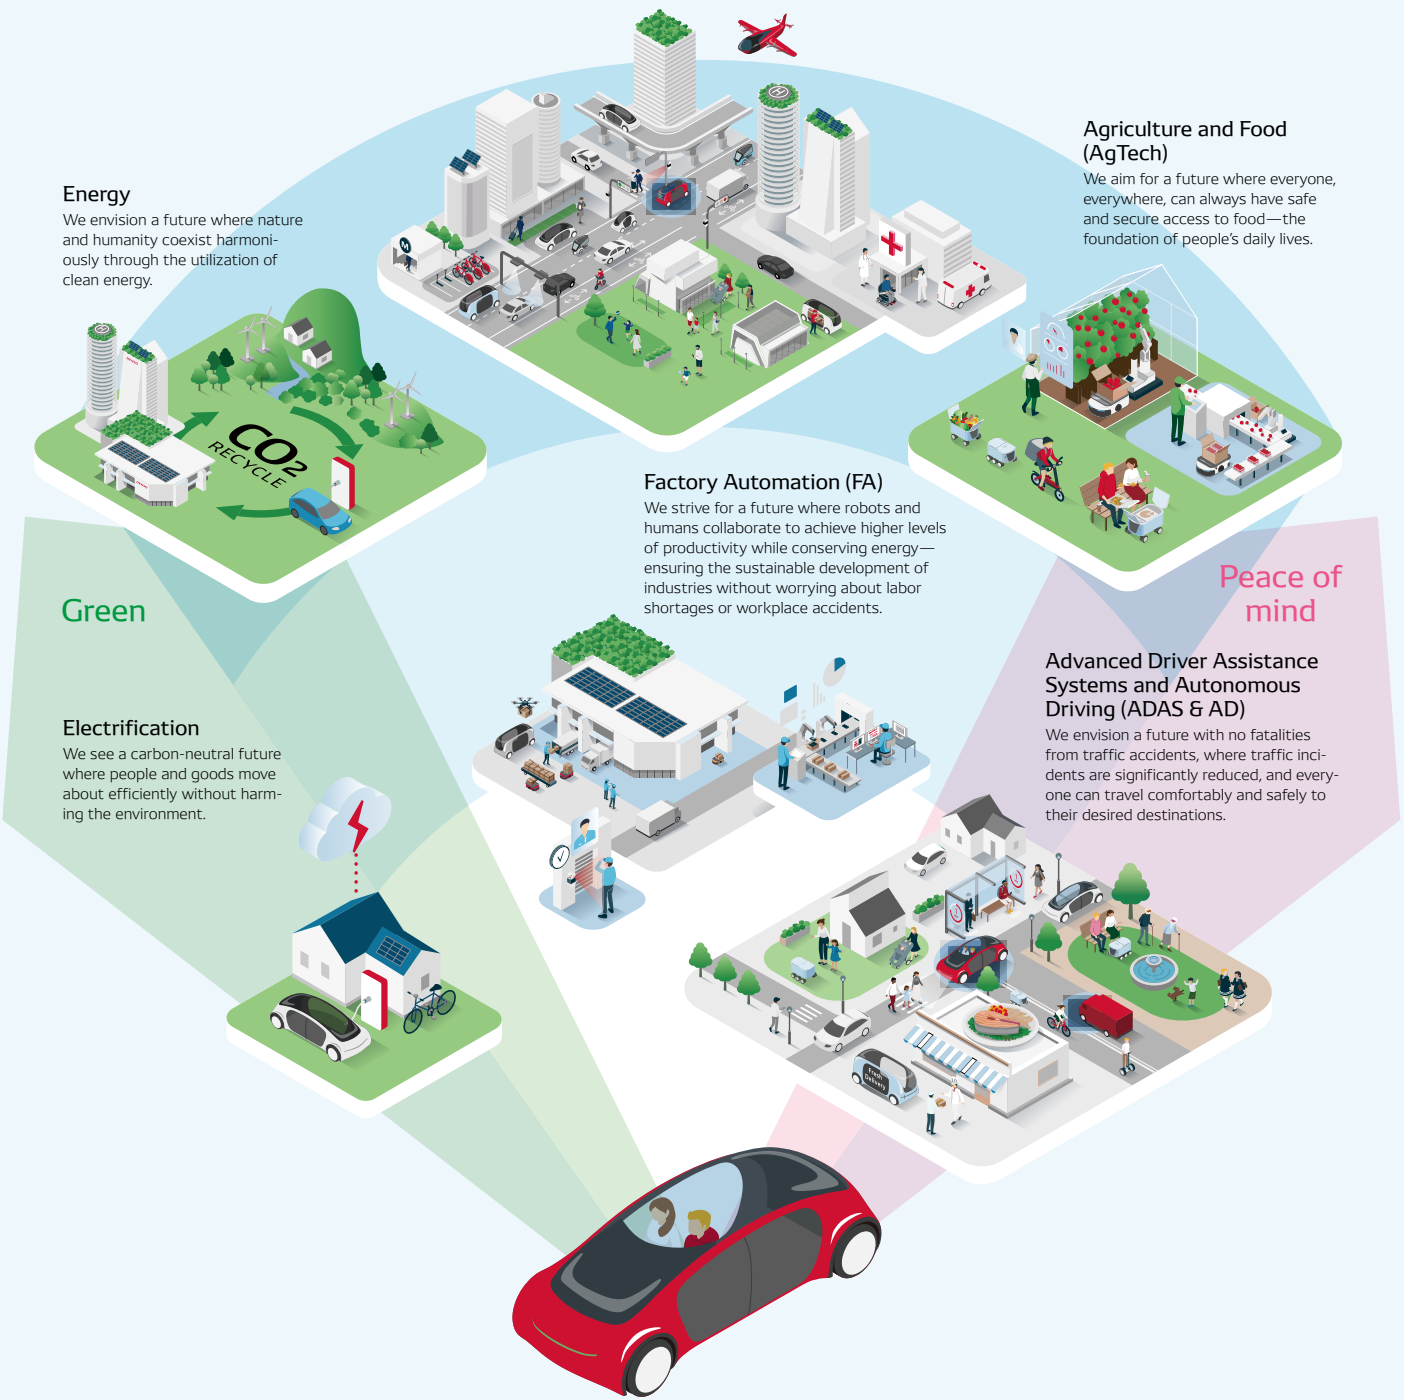 Energy
We envision a future where nature
and humanity coexist harmoni-
ously through the utilization of
clean energy.
Agriculture and Food
(AgTech)
We aim for a future where everyone,
everywhere, can always have safe
and secure access to food—the
foundation of people’s daily lives.
H
H
M
CO2
RECYCLE
Factory Automation (FA)
We strive for a future where robots and
humans collaborate to achieve higher levels
of productivity while conserving energy—
ensuring the sustainable development of
industries without worrying about labor
shortages or workplace accidents.
Green
Peace of
mind
Electrification
We see a carbon-neutral future
where people and goods move
about efficiently without harm-
ing the environment.
Advanced Driver Assistance
Systems and Autonomous
Driving (ADAS & AD)
We envision a future with no fatalities
from traffic accidents, where traffic inci-
dents are significantly reduced, and every-
one can travel comfortably and safely to
their desired destinations.
Fresh
Delivery